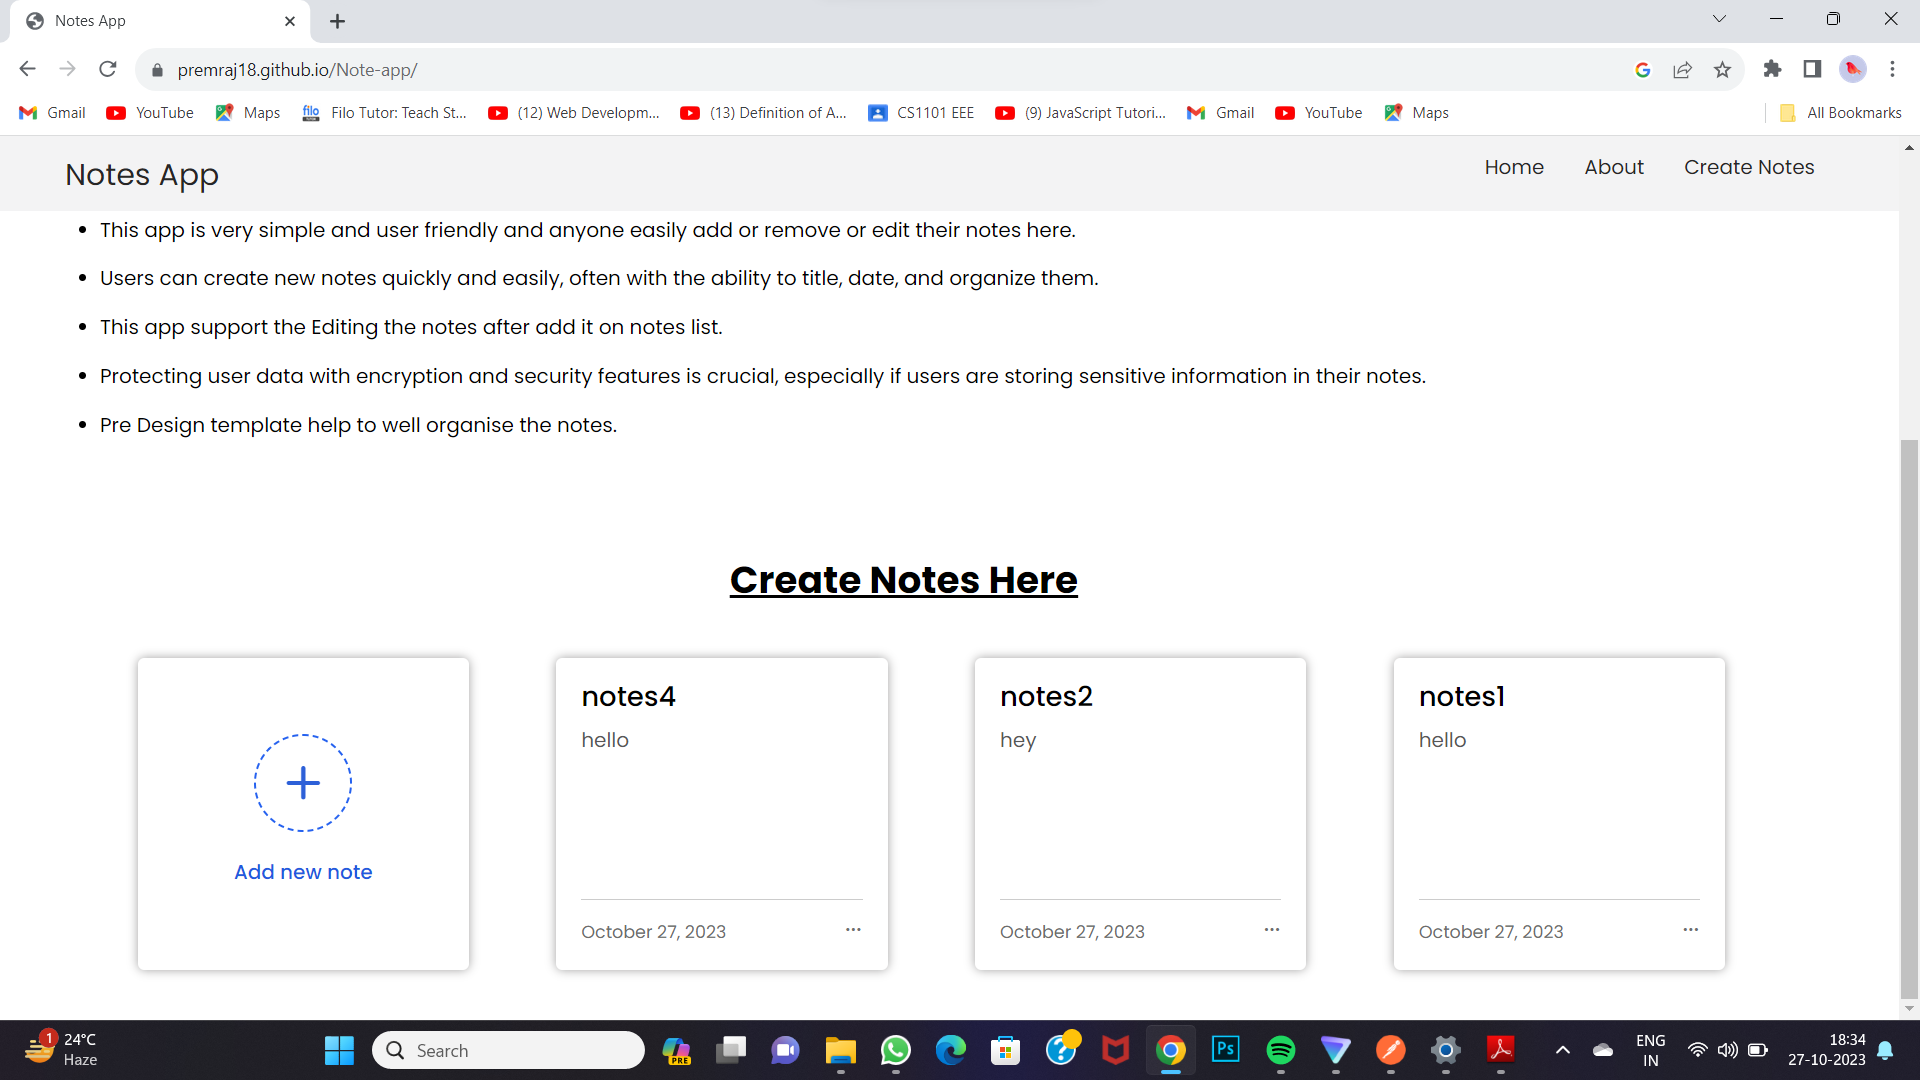 Notes App
premraj18.github.io/Note-app/
Gmail YouTube Maps Filo Tutor: Teach St... (12) Web Developm... (13) Definition of A... CS1101 EEE (9) JavaScript Tutori... Gmail YouTube Maps All Bookmarks
Notes App Home About Create Notes
• This app is very simple and user friendly and anyone easily add or remove or edit their notes here.
• Users can create new notes quickly and easily, often with the ability to title, date, and organize them.
• This app support the Editing the notes after add it on notes list.
• Protecting user data with encryption and security features is crucial, especially if users are storing sensitive information in their notes.
• Pre Design template help to well organise the notes.
Create Notes Here
Add new note
notes4
hello
October 27, 2023
notes2
hey
October 27, 2023
notes1
hello
October 27, 2023
1
24°C
Haze
Search
PRE
Ps
ENG
IN
18:34
27-10-2023